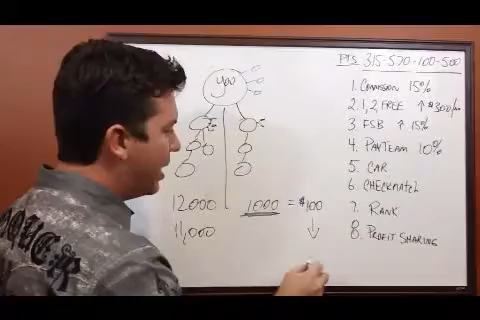 PTS 315-570-100-500
1. COMMISSION 15%
2. 1,2, FREE ↑ $300/
3. FSB ↑ 15%
4. PAYTEAM 10%
5. CAR
6. CHECKMATCH
7. RANK
8. PROFIT SHARING
YOU
12,000 1000 = $100
11,000